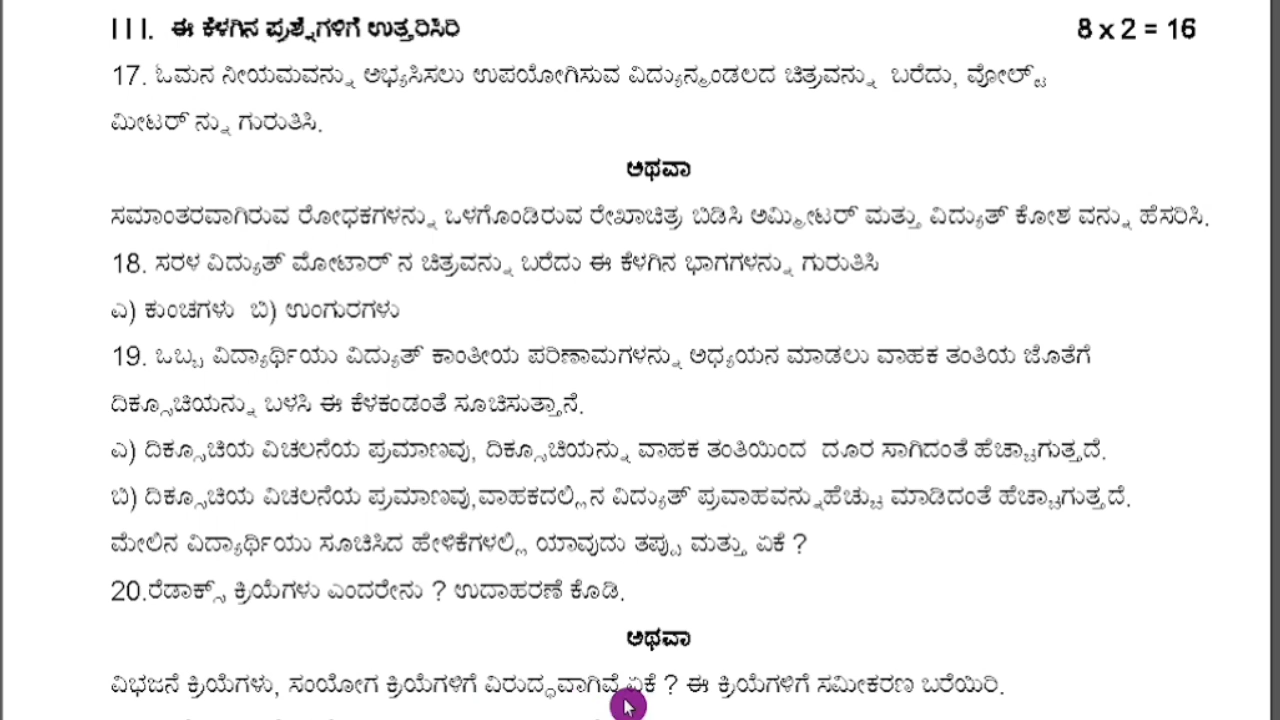 III. ಈ ಕೆಳಗಿನ ಪ್ರಶ್ನೆಗಳಿಗೆ ಉತ್ತರಿಸಿರಿ 8 x 2 = 16
17. ಓಮನ ನೀಯಮವನ್ನು ಅಭ್ಯಸಿಸಲು ಉಪಯೋಗಿಸುವ ವಿದ್ಯುನ್ಮಂಡಲದ ಚಿತ್ರವನ್ನು ಬರೆದು, ವೋಲ್ಟ್
ಮೀಟರ್ ನ್ನು ಗುರುತಿಸಿ.
ಅಥವಾ
ಸಮಾಂತರವಾಗಿರುವ ರೋಧಕಗಳನ್ನು ಒಳಗೊಂಡಿರುವ ರೇಖಾಚಿತ್ರ ಬಿಡಿಸಿ ಅಮ್ಮೀಟರ್ ಮತ್ತು ವಿದ್ಯುತ್ ಕೋಶ ವನ್ನು ಹೆಸರಿಸಿ.
18. ಸರಳ ವಿದ್ಯುತ್ ಮೋಟಾರ್ ನ ಚಿತ್ರವನ್ನು ಬರೆದು ಈ ಕೆಳಗಿನ ಭಾಗಗಳನ್ನು ಗುರುತಿಸಿ
ಎ) ಕುಂಚಗಳು ಬಿ) ಉಂಗುರಗಳು
19. ಒಬ್ಬ ವಿದ್ಯಾರ್ಥಿಯು ವಿದ್ಯುತ್ ಕಾಂತೀಯ ಪರಿಣಾಮಗಳನ್ನು ಅಧ್ಯಯನ ಮಾಡಲು ವಾಹಕ ತಂತಿಯ ಜೊತೆಗೆ
ದಿಕ್ಸೂಚಿಯನ್ನು ಬಳಸಿ ಈ ಕೆಳಕಂಡಂತೆ ಸೂಚಿಸುತ್ತಾನೆ.
ಎ) ದಿಕ್ಸೂಚಿಯ ವಿಚಲನೆಯ ಪ್ರಮಾಣವು, ದಿಕ್ಸೂಚಿಯನ್ನು ವಾಹಕ ತಂತಿಯಿಂದ ದೂರ ಸಾಗಿದಂತೆ ಹೆಚ್ಚಾಗುತ್ತದೆ.
ಬಿ) ದಿಕ್ಸೂಚಿಯ ವಿಚಲನೆಯ ಪ್ರಮಾಣವು,ವಾಹಕದಲ್ಲಿನ ವಿದ್ಯುತ್ ಪ್ರವಾಹವನ್ನು ಹೆಚ್ಚು ಮಾಡಿದಂತೆ ಹೆಚ್ಚಾಗುತ್ತದೆ.
ಮೇಲಿನ ವಿದ್ಯಾರ್ಥಿಯು ಸೂಚಿಸಿದ ಹೇಳಿಕೆಗಳಲ್ಲಿ ಯಾವುದು ತಪ್ಪು ಮತ್ತು ಏಕೆ ?
20.ರೆಡಾಕ್ಸ್ ಕ್ರಿಯೆಗಳು ಎಂದರೇನು ? ಉದಾಹರಣೆ ಕೊಡಿ.
ಅಥವಾ
ವಿಭಜನೆ ಕ್ರಿಯೆಗಳು, ಸಂಯೋಗ ಕ್ರಿಯೆಗಳಿಗೆ ವಿರುದ್ಧವಾಗಿವೆ ಏಕೆ ? ಈ ಕ್ರಿಯೆಗಳಿಗೆ ಸಮೀಕರಣ ಬರೆಯಿರಿ.